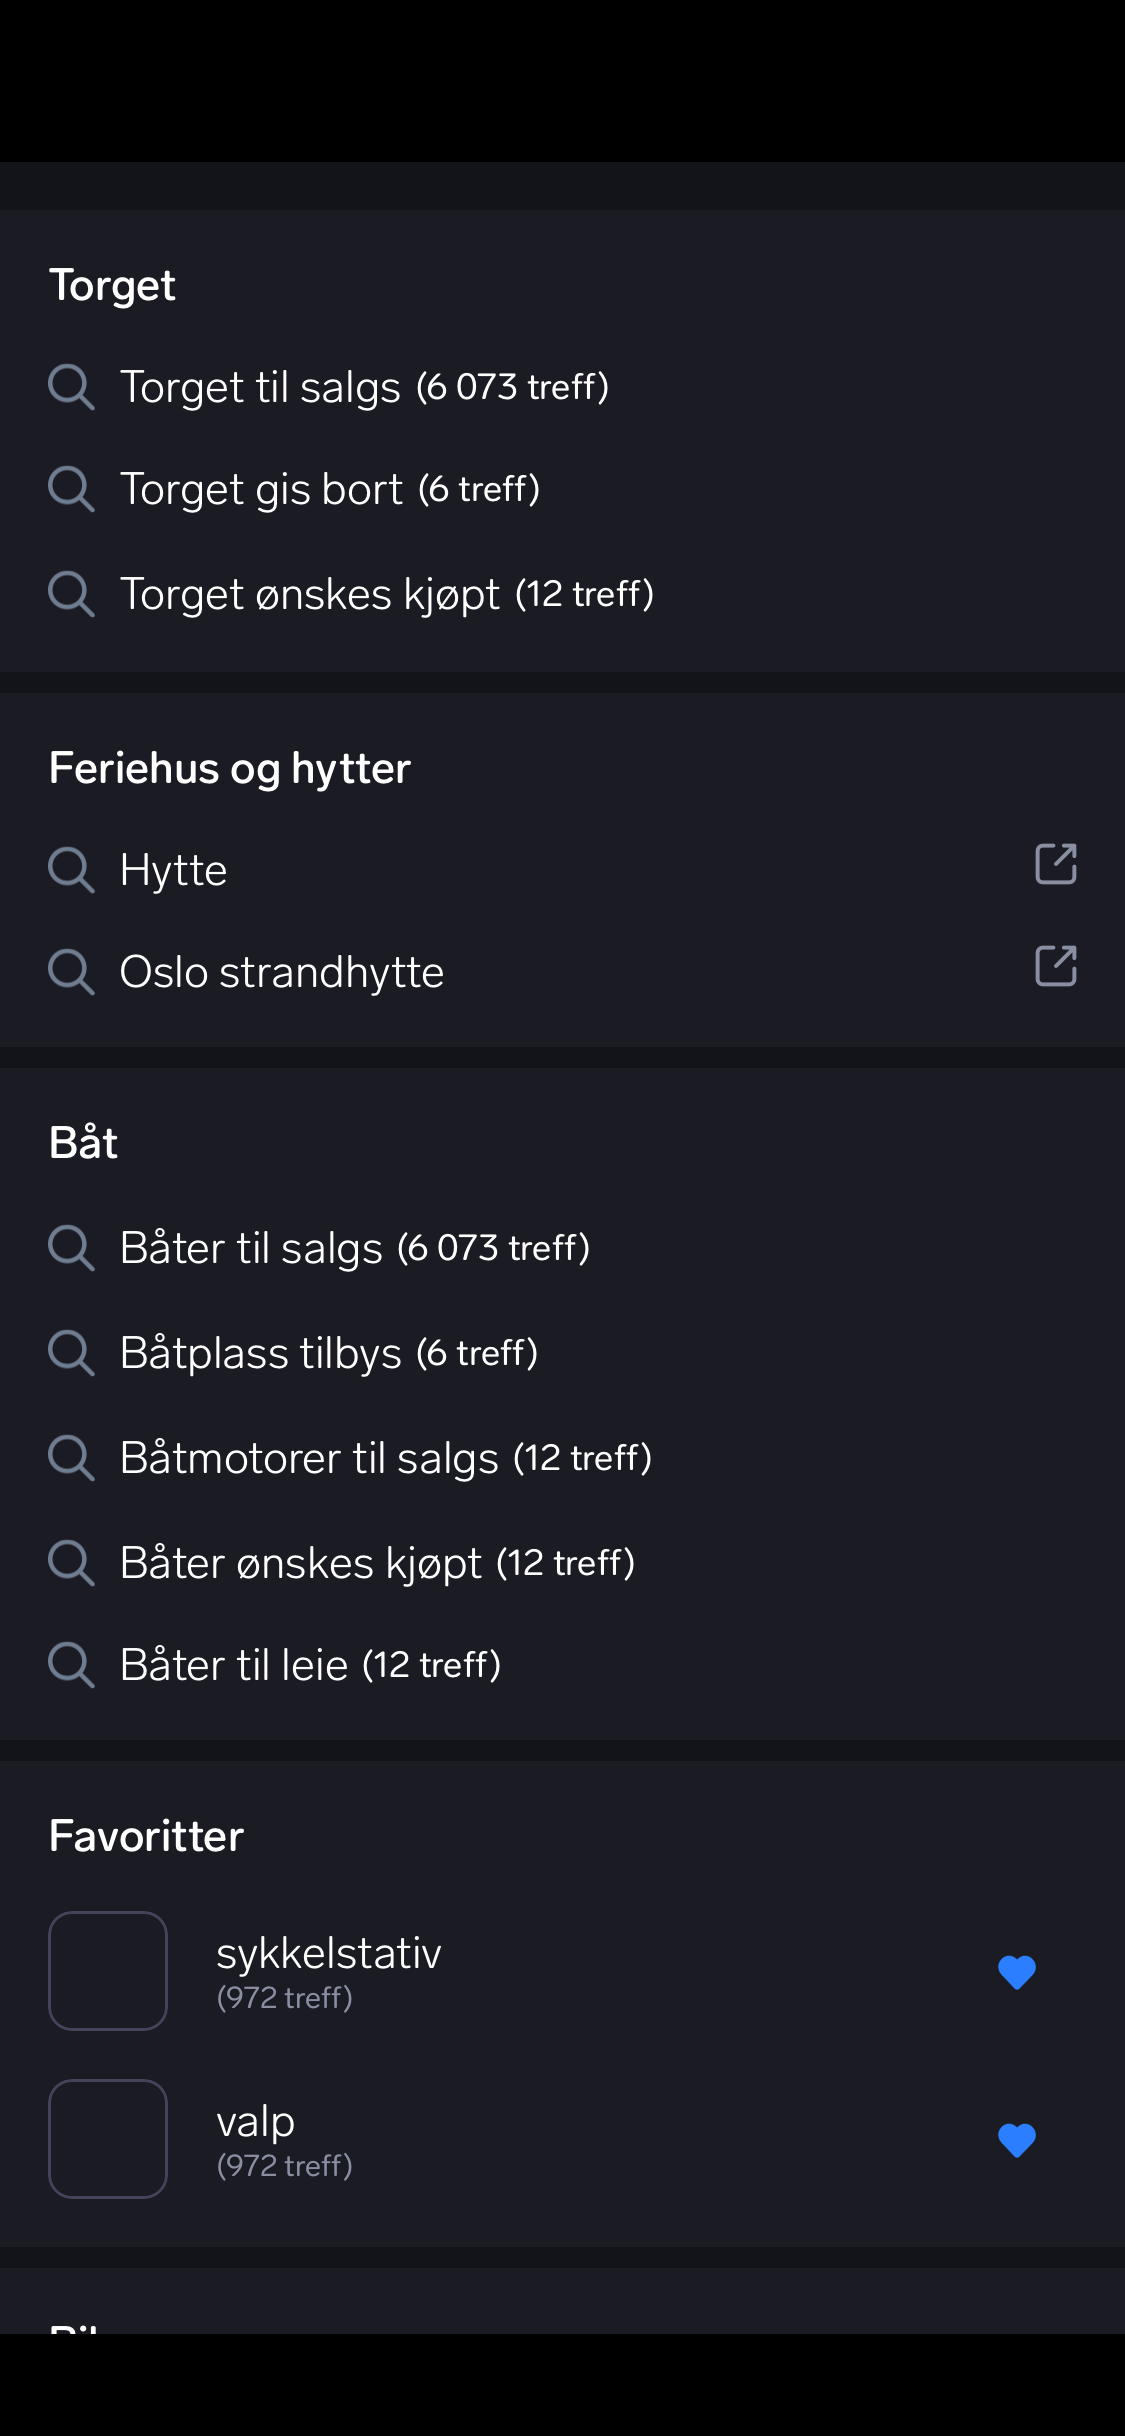 Torget
Torget til salgs (6 073 treff)
Torget gis bort (6 treff)
Torget ønskes kjøpt (12 treff)
Feriehus og hytter
Hytte
Oslo strandhytte
Båt
Båter til salgs (6 073 treff)
Båtplass tilbys (6 treff)
Båtmotorer til salgs (12 treff)
Båter ønskes kjøpt (12 treff)
Båter til leie (12 treff)
Favoritter
sykkelstativ
(972 treff)
valp
(972 treff)